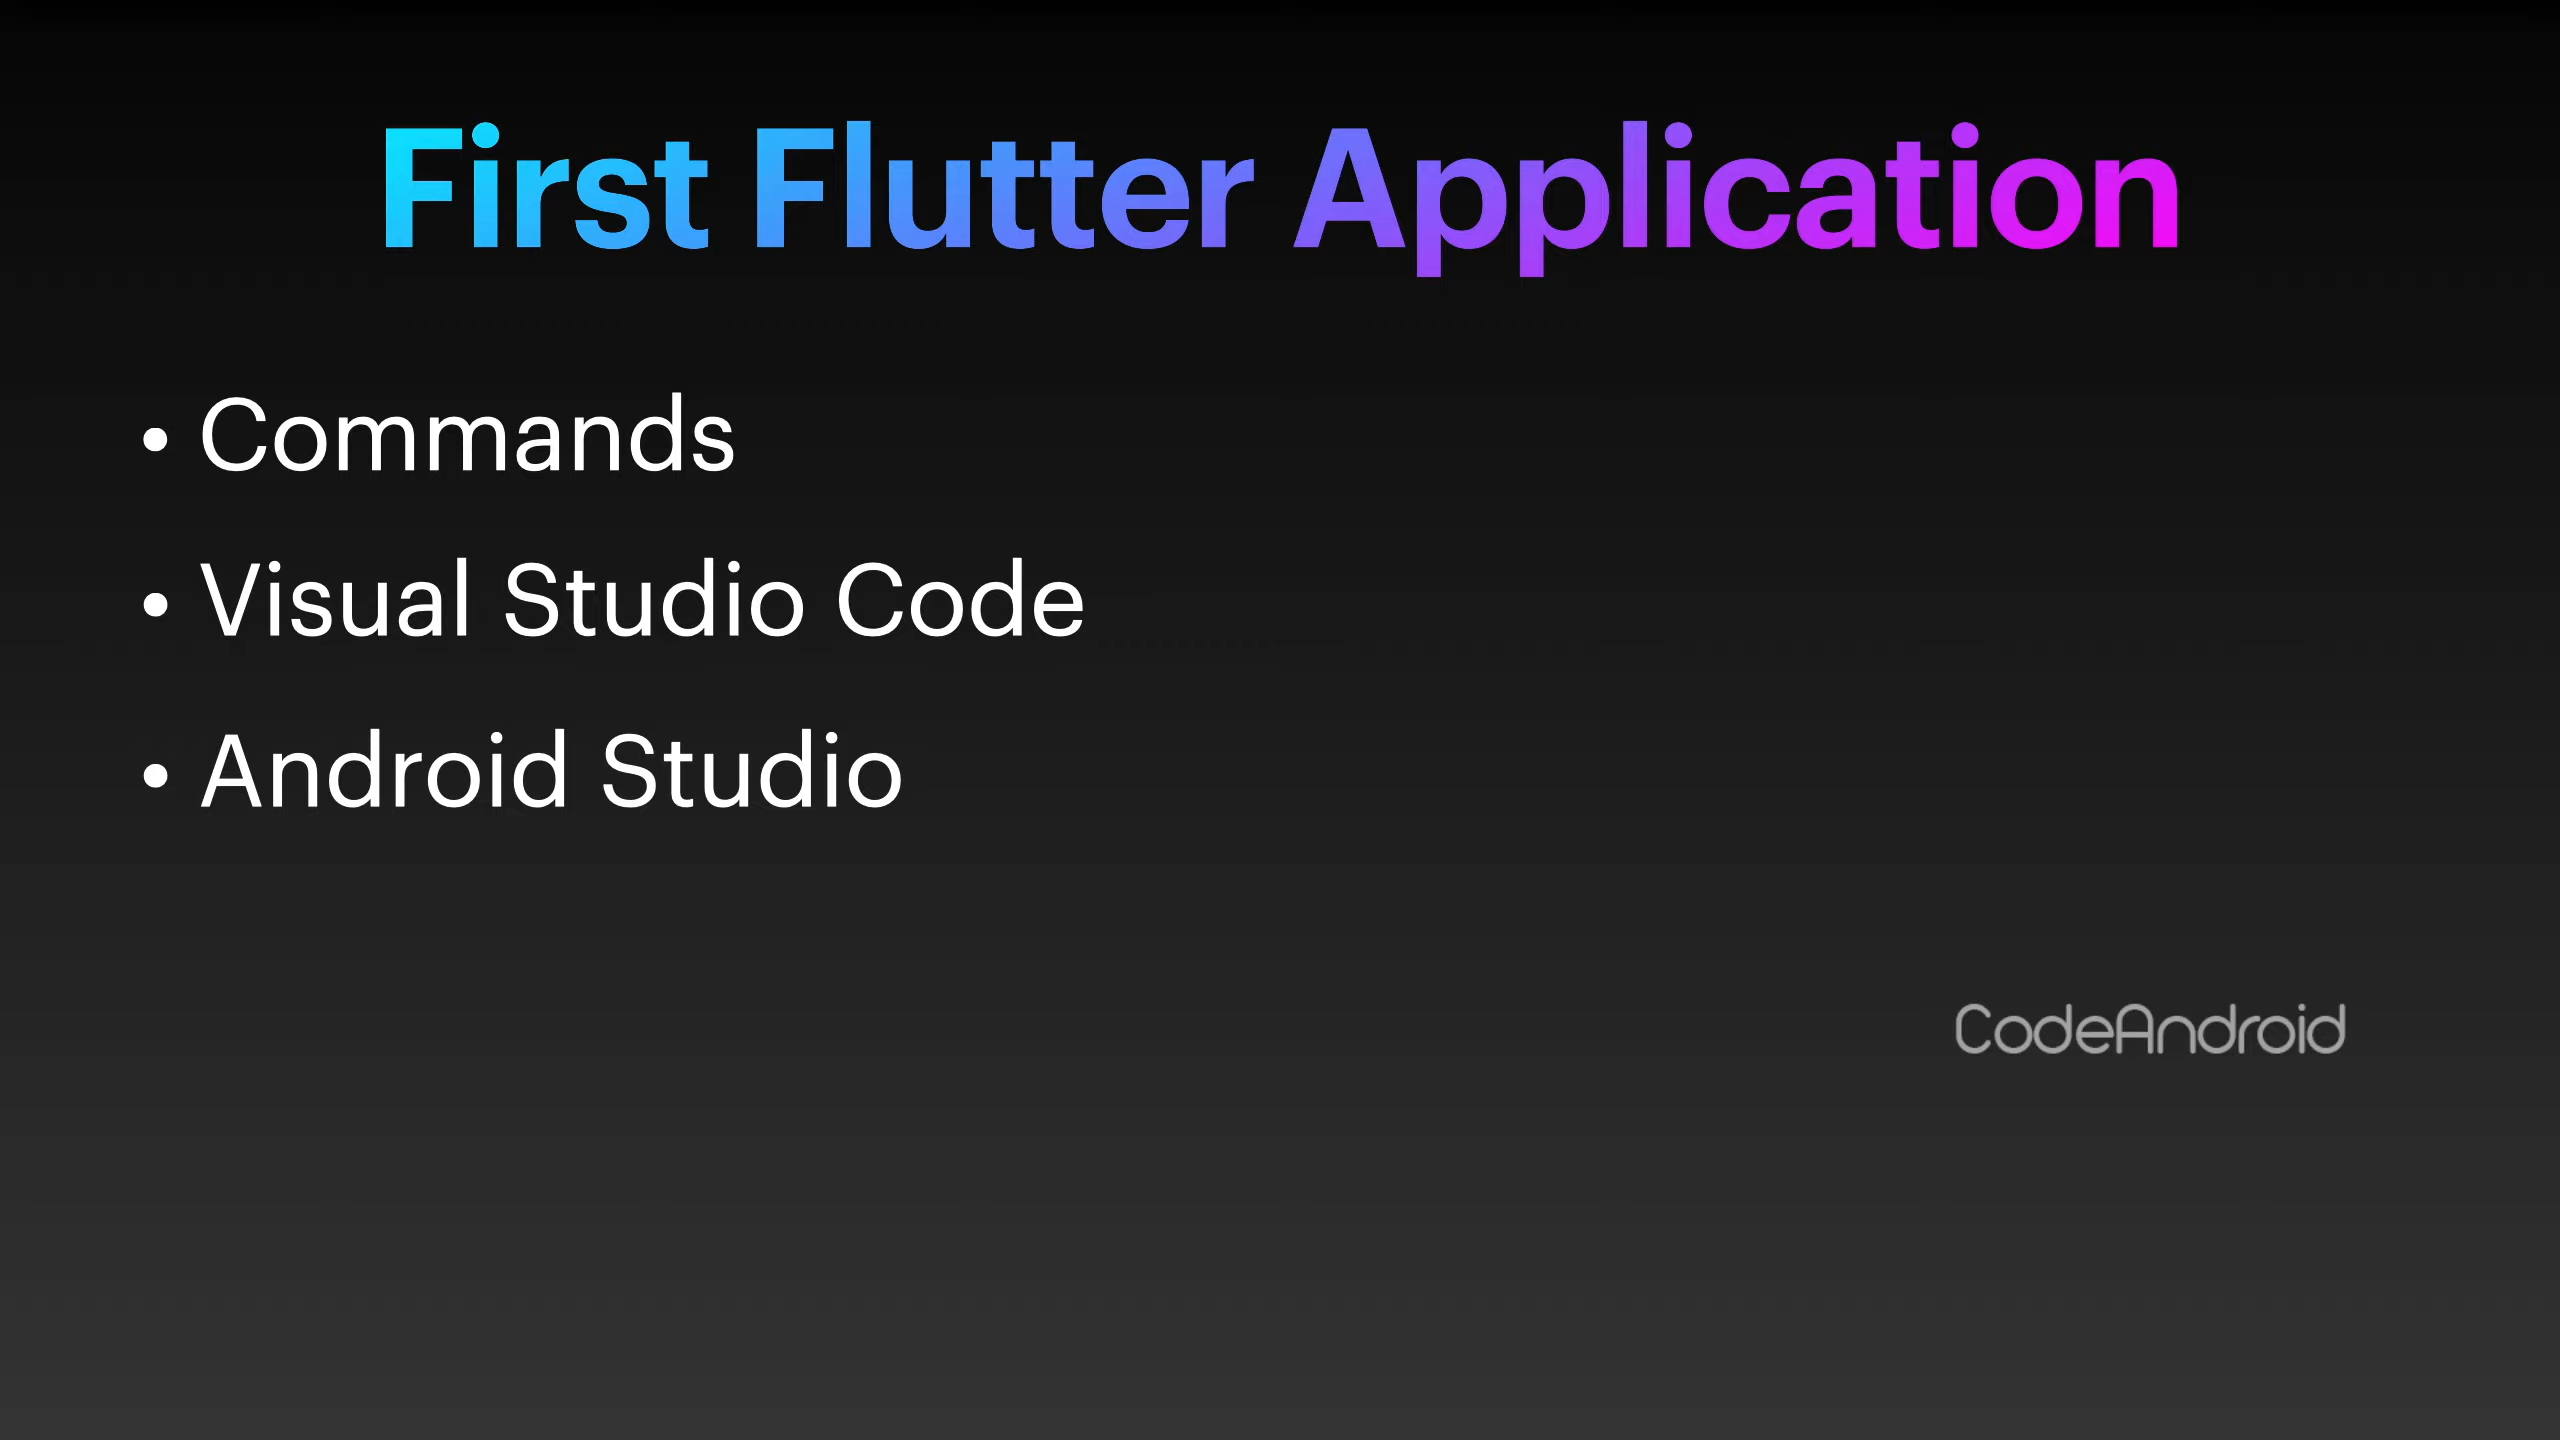 First Flutter Application
• Commands
• Visual Studio Code
• Android Studio
CodeAndroid